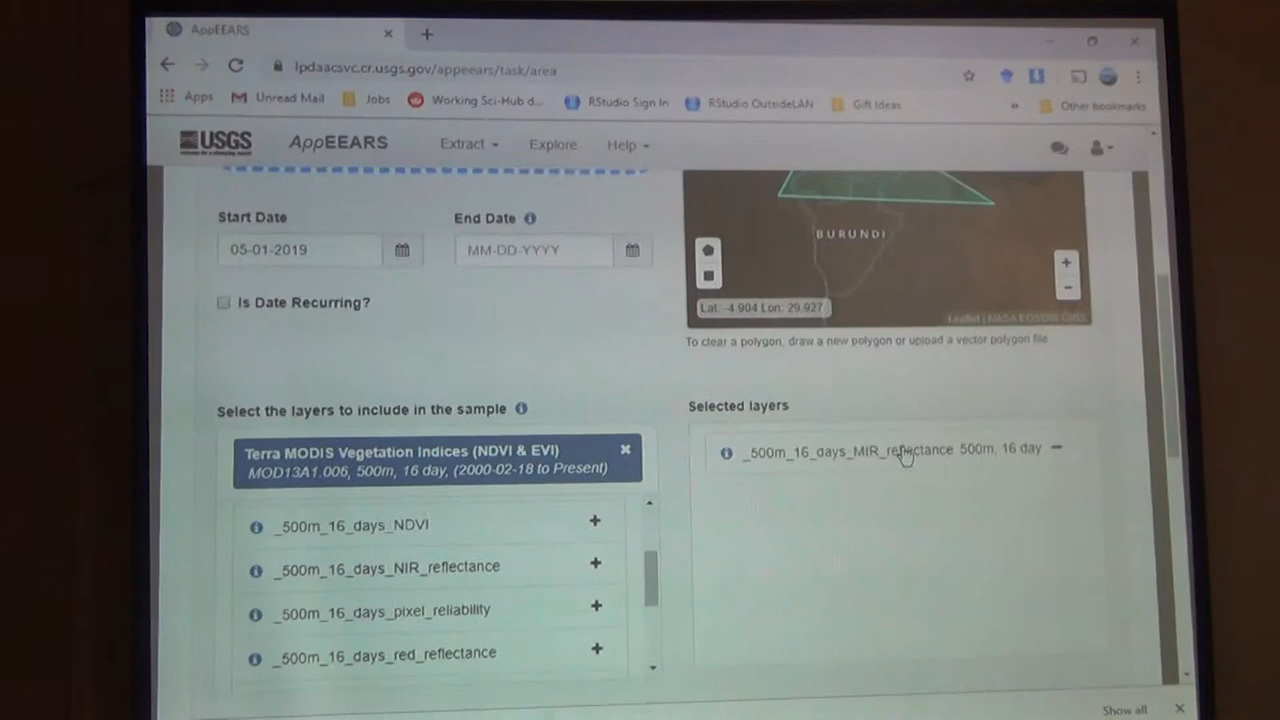 AppEEARS
lpdaacsvc.cr.usgs.gov/appeears/task/area
Apps Unread Mail Jobs Working Sci-Hub d... RStudio Sign In RStudio OutsideLAN Gift Ideas » Other bookmarks
USGS AppEEARS Extract Explore Help
Start Date End Date
05-01-2019 MM-DD-YYYY
Is Date Recurring?
BURUNDI
Lat: -4.904 Lon: 29.927
Leaflet | NASA EOSDIS GIBS
To clear a polygon, draw a new polygon or upload a vector polygon file.
Select the layers to include in the sample
Selected layers
Terra MODIS Vegetation Indices (NDVI & EVI)
MOD13A1.006, 500m, 16 day, (2000-02-18 to Present)
_500m_16_days_MIR_reflectance 500m, 16 day
_500m_16_days_NDVI
_500m_16_days_NIR_reflectance
_500m_16_days_pixel_reliability
_500m_16_days_red_reflectance
Show all